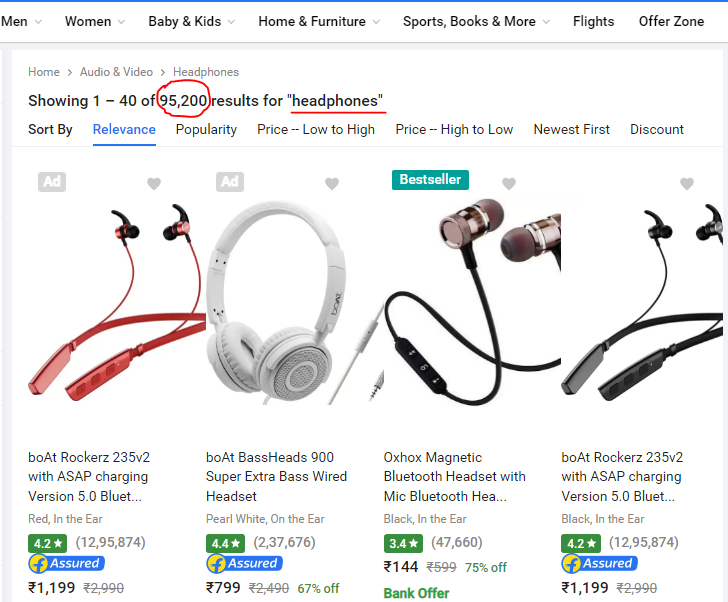 Men Women Baby & Kids Home & Furniture Sports, Books & More Flights Offer Zone
Home > Audio & Video > Headphones
Showing 1 – 40 of 95,200 results for "headphones"
Sort By Relevance Popularity Price -- Low to High Price -- High to Low Newest First Discount
Ad Ad Bestseller
boAt
boAt Rockerz 235v2 boAt BassHeads 900 Oxhox Magnetic boAt Rockerz 235v2
with ASAP charging Super Extra Bass Wired Bluetooth Headset with with ASAP charging
Version 5.0 Bluet... Headset Mic Bluetooth Hea... Version 5.0 Bluet...
Red, In the Ear Pearl White, On the Ear Black, In the Ear Black, In the Ear
4.2★ (12,95,874) 4.4★ (2,37,676) 3.4★ (47,660) 4.2★ (12,95,874)
Assured Assured ₹144 ₹599 75% off Assured
₹1,199 ₹2,990 ₹799 ₹2,490 67% off Bank Offer ₹1,199 ₹2,990